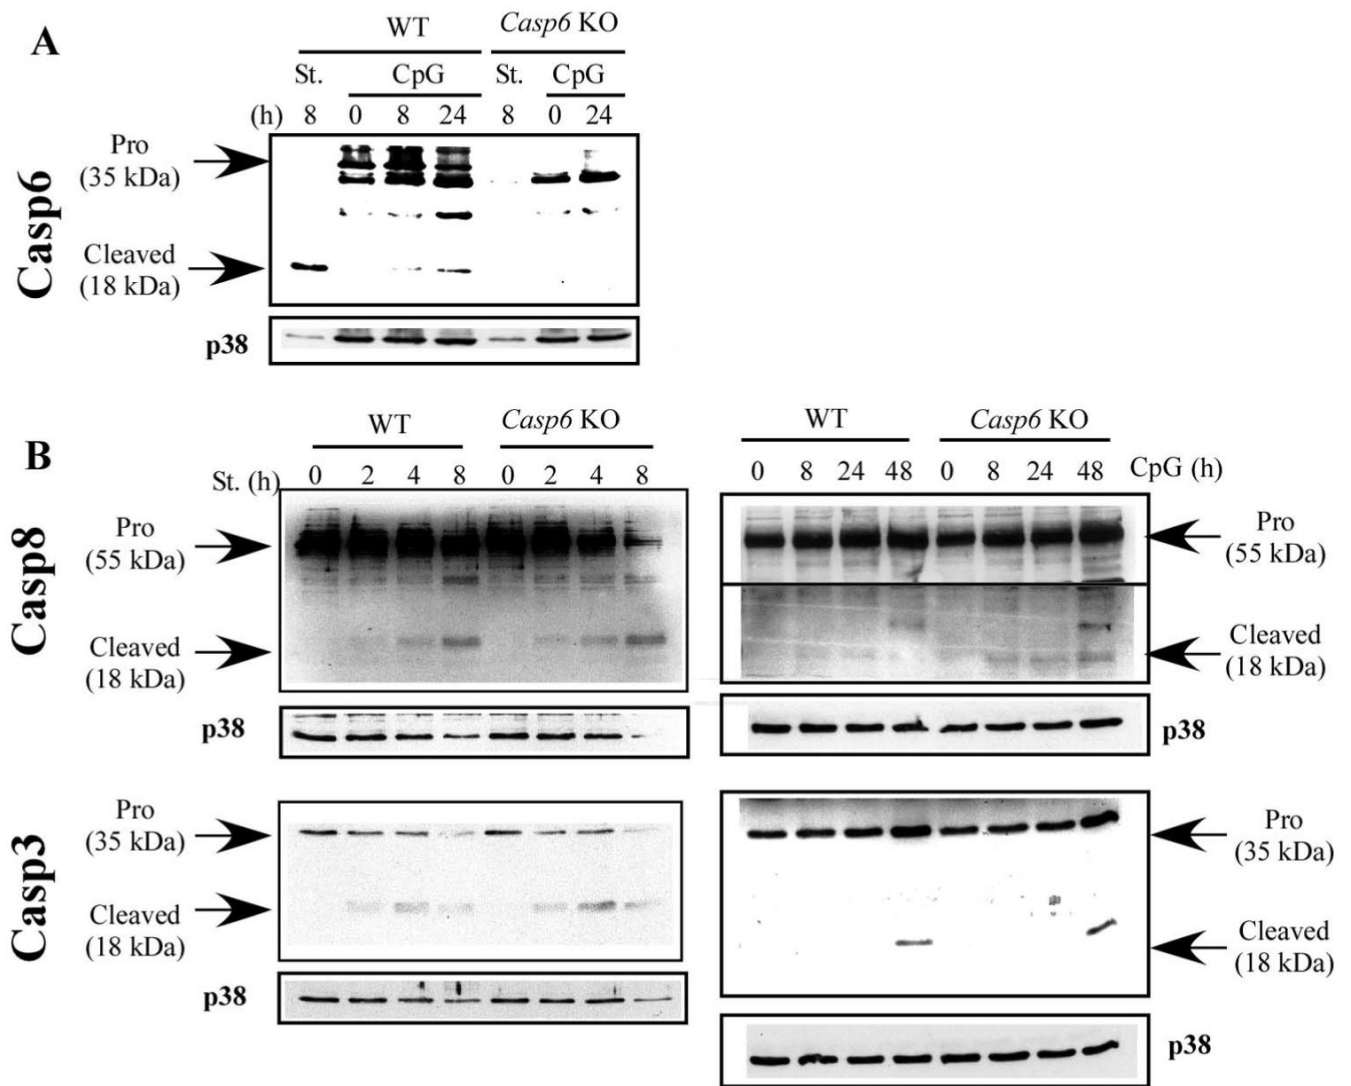 A
WT
Casp6 KO
St.
CpG
St.
CpG
(h) 8 0 8 24 8 0 24
Casp6
Pro
(35 kDa)
Cleaved
(18 kDa)
p38
B
WT
Casp6 KO
St. (h) 0 2 4 8 0 2 4 8
Casp8
Pro
(55 kDa)
Cleaved
(18 kDa)
p38
WT
Casp6 KO
0 8 24 48 0 8 24 48 CpG (h)
Pro
(55 kDa)
Cleaved
(18 kDa)
p38
Casp3
Pro
(35 kDa)
Cleaved
(18 kDa)
p38
Pro
(35 kDa)
Cleaved
(18 kDa)
p38